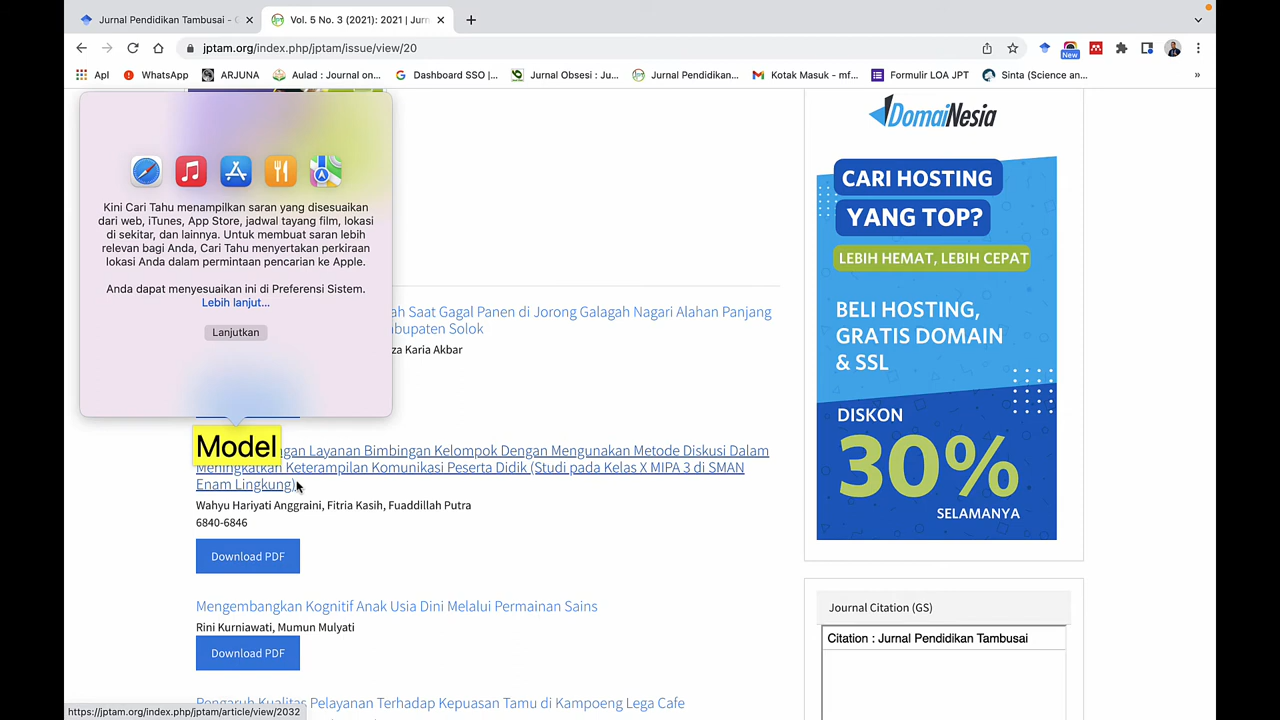 Jurnal Pendidikan Tambusai - G
Vol. 5 No. 3 (2021): 2021 | Jurn
jptam.org/index.php/jptam/issue/view/20
New
ApI
WhatsApp
ARJUNA
Aulad : Journal on...
Dashboard SSO |...
Jurnal Obsesi : Ju...
Jurnal Pendidikan...
Kotak Masuk - mf...
Formulir LOA JPT
Sinta (Science an...
Kini Cari Tahu menampilkan saran yang disesuaikan
dari web, iTunes, App Store, jadwal tayang film, lokasi
di sekitar, dan lainnya. Untuk membuat saran lebih
relevan bagi Anda, Cari Tahu menyertakan perkiraan
lokasi Anda dalam permintaan pencarian ke Apple.
Anda dapat menyesuaikan ini di Preferensi Sistem.
Lebih lanjut...
Lanjutkan
ah Saat Gagal Panen di Jorong Galagah Nagari Alahan Panjang
abupaten Solok
za Karia Akbar
Model ngan Layanan Bimbingan Kelompok Dengan Mengunakan Metode Diskusi Dalam
Meningkatkan Keterampilan Komunikasi Peserta Didik (Studi pada Kelas X MIPA 3 di SMAN
Enam Lingkung)
Wahyu Hariyati Anggraini, Fitria Kasih, Fuaddillah Putra
6840-6846
Download PDF
Mengembangkan Kognitif Anak Usia Dini Melalui Permainan Sains
Rini Kurniawati, Mumun Mulyati
Download PDF
Pengaruh Kualitas Pelayanan Terhadap Kepuasan Tamu di Kampoeng Lega Cafe
https://jptam.org/index.php/jptam/article/view/2032
DomaiNesia
CARI HOSTING
YANG TOP?
LEBIH HEMAT, LEBIH CEPAT
BELI HOSTING,
GRATIS DOMAIN
& SSL
DISKON
30%
SELAMANYA
Journal Citation (GS)
Citation : Jurnal Pendidikan Tambusai